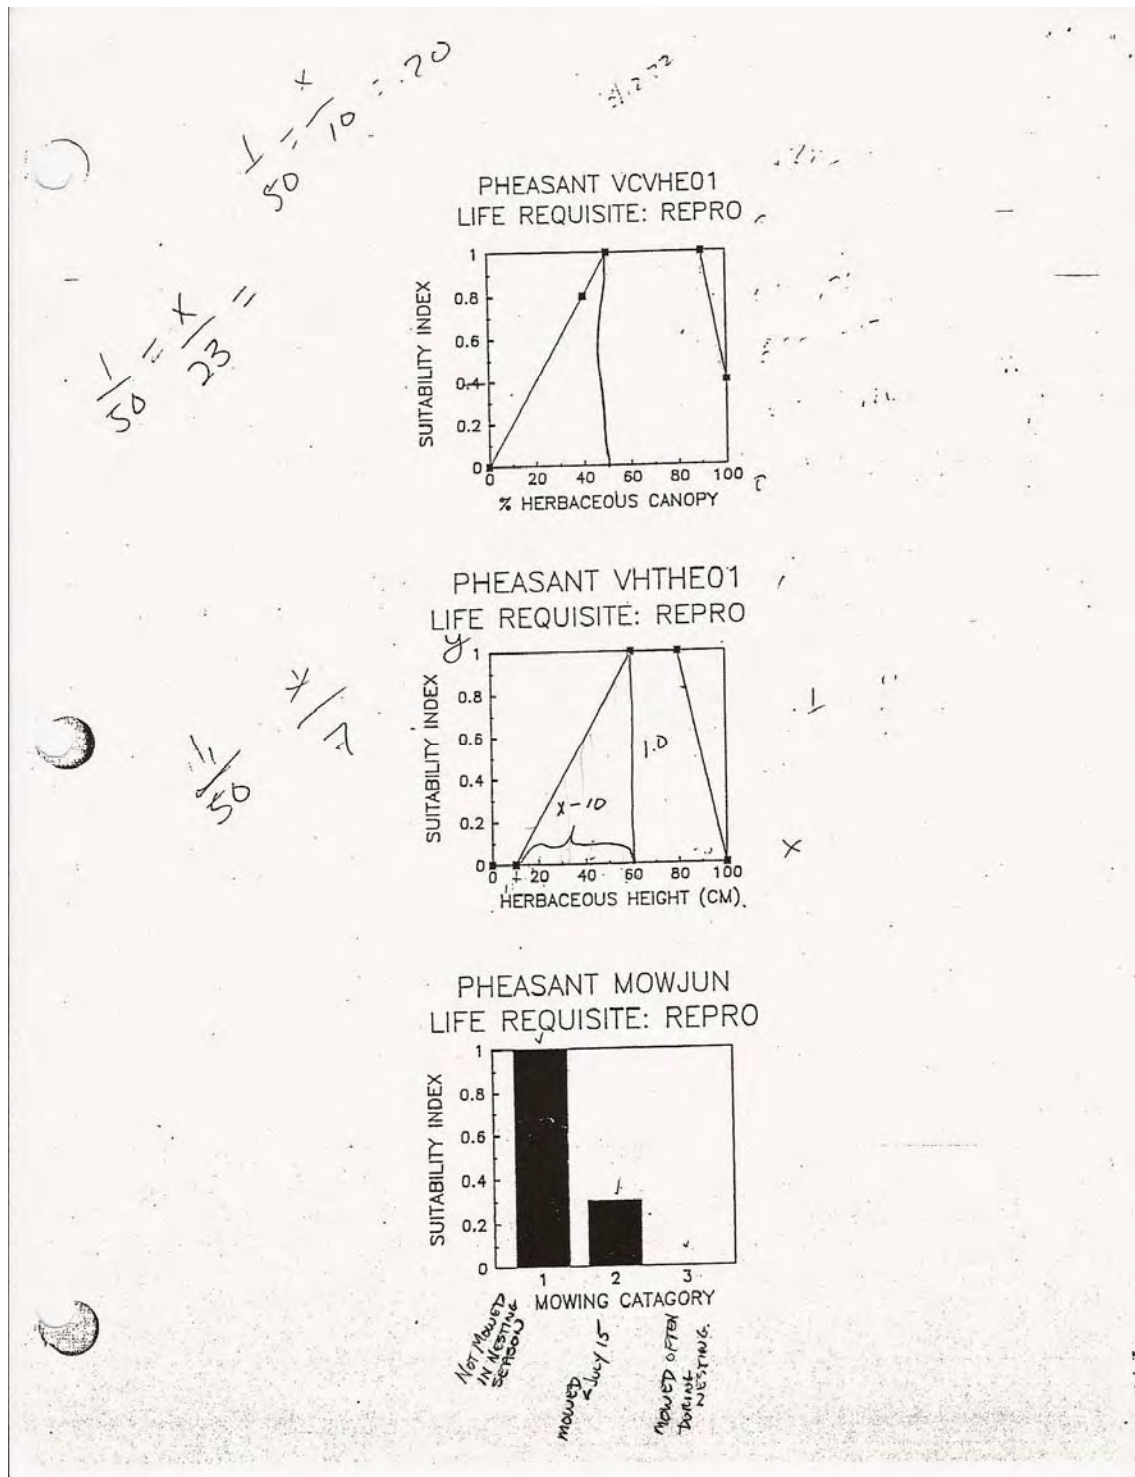 1/50 = x/10 = .20
1/50 = x/23 =
PHEASANT VCVHE01
LIFE REQUISITE: REPRO
SUITABILITY INDEX
1
0.8
0.6
0.4
0.2
0
0 20 40 60 80 100
% HERBACEOUS CANOPY
PHEASANT VHTHE01
LIFE REQUISITE: REPRO
y
SUITABILITY INDEX
1
0.8
0.6
0.4
0.2
0
1.0
x-10
0 20 40 60 80 100
HERBACEOUS HEIGHT (CM)
x
PHEASANT MOWJUN
LIFE REQUISITE: REPRO
SUITABILITY INDEX
1
0.8
0.6
0.4
0.2
0
1 2 3
MOWING CATAGORY
NOT MOWED
IN NESTING
SEASON
MOWED
< JULY 15
MOWED OFTEN
DURING
NESTING.